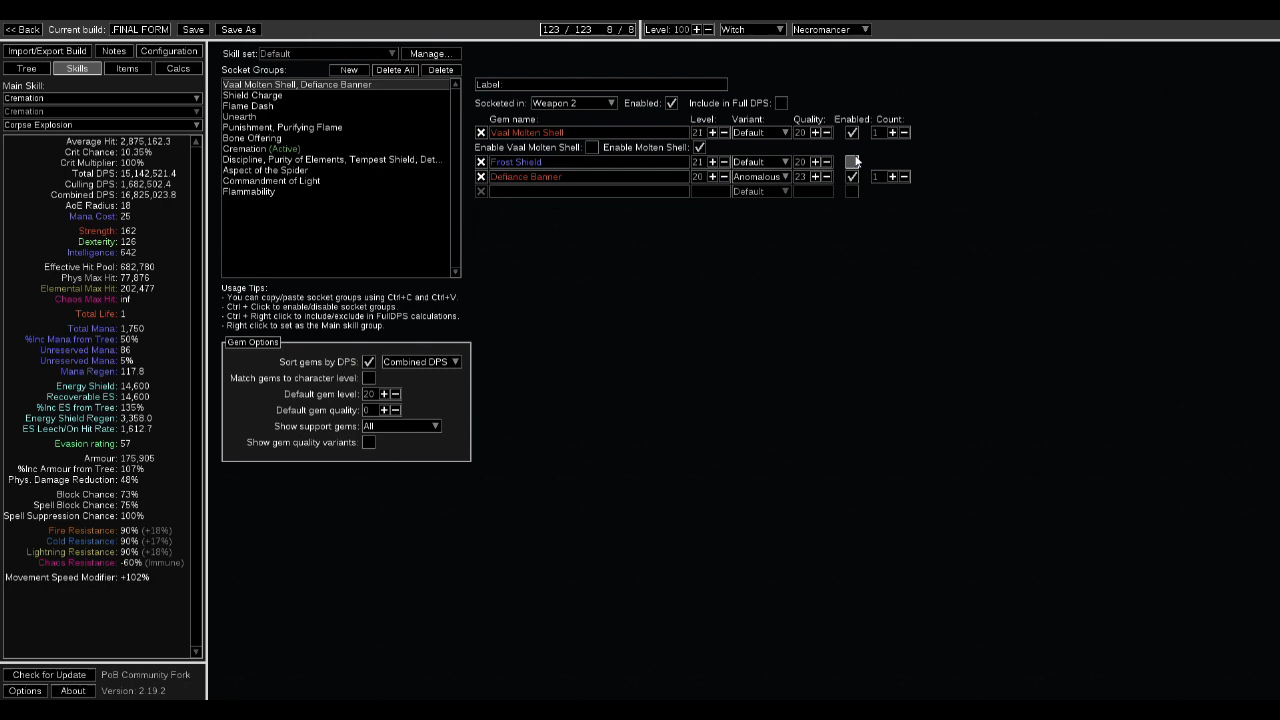 << Back Current build: .FINAL FORM Save Save As 123 / 123 8 / 8 Level: 100 + − Witch Necromancer
Import/Export Build Notes Configuration
Tree Skills Items Calcs
Main Skill:
Cremation
Cremation
Corpse Explosion
Average Hit: 2,875,162.3
Crit Chance: 10.35%
Crit Multiplier: 100%
Total DPS: 15,142,521.4
Culling DPS: 1,682,502.4
Combined DPS: 16,825,023.8
AoE Radius: 18
Mana Cost: 25
Strength: 162
Dexterity: 126
Intelligence: 642
Effective Hit Pool: 682,780
Phys Max Hit: 77,876
Elemental Max Hit: 202,477
Chaos Max Hit: inf
Total Life: 1
Total Mana: 1,750
%Inc Mana from Tree: 50%
Unreserved Mana: 86
Unreserved Mana: 5%
Mana Regen: 117.8
Energy Shield: 14,600
Recoverable ES: 14,600
%Inc ES from Tree: 135%
Energy Shield Regen: 3,358.0
ES Leech/On Hit Rate: 1,612.7
Evasion rating: 57
Armour: 175,905
%Inc Armour from Tree: 107%
Phys. Damage Reduction: 48%
Block Chance: 73%
Spell Block Chance: 75%
Spell Suppression Chance: 100%
Fire Resistance: 90% (+18%)
Cold Resistance: 90% (+17%)
Lightning Resistance: 90% (+18%)
Chaos Resistance: -60% (Immune)
Movement Speed Modifier: +102%
Check for Update PoB Community Fork
Options About Version: 2.19.2
Skill set: Default Manage...
Socket Groups: New Delete All Delete
Vaal Molten Shell, Defiance Banner
Shield Charge
Flame Dash
Unearth
Punishment, Purifying Flame
Bone Offering
Cremation (Active)
Discipline, Purity of Elements, Tempest Shield, Det...
Aspect of the Spider
Commandment of Light
Flammability
Usage Tips:
- You can copy/paste socket groups using Ctrl+C and Ctrl+V.
- Ctrl + Click to enable/disable socket groups.
- Ctrl + Right click to include/exclude in FullDPS calculations.
- Right click to set as the Main skill group.
Gem Options
Sort gems by DPS: Combined DPS
Match gems to character level:
Default gem level: 20 + −
Default gem quality: 0 + −
Show support gems: All
Show gem quality variants:
Label:
Socketed in: Weapon 2 Enabled: Include in Full DPS:
Gem name: Level: Variant: Quality: Enabled: Count:
Vaal Molten Shell 21 + − Default 20 + − 1 + −
Enable Vaal Molten Shell: Enable Molten Shell:
Frost Shield 21 + − Default 20 + −
Defiance Banner 20 + − Anomalous 23 + − 1 + −
Default